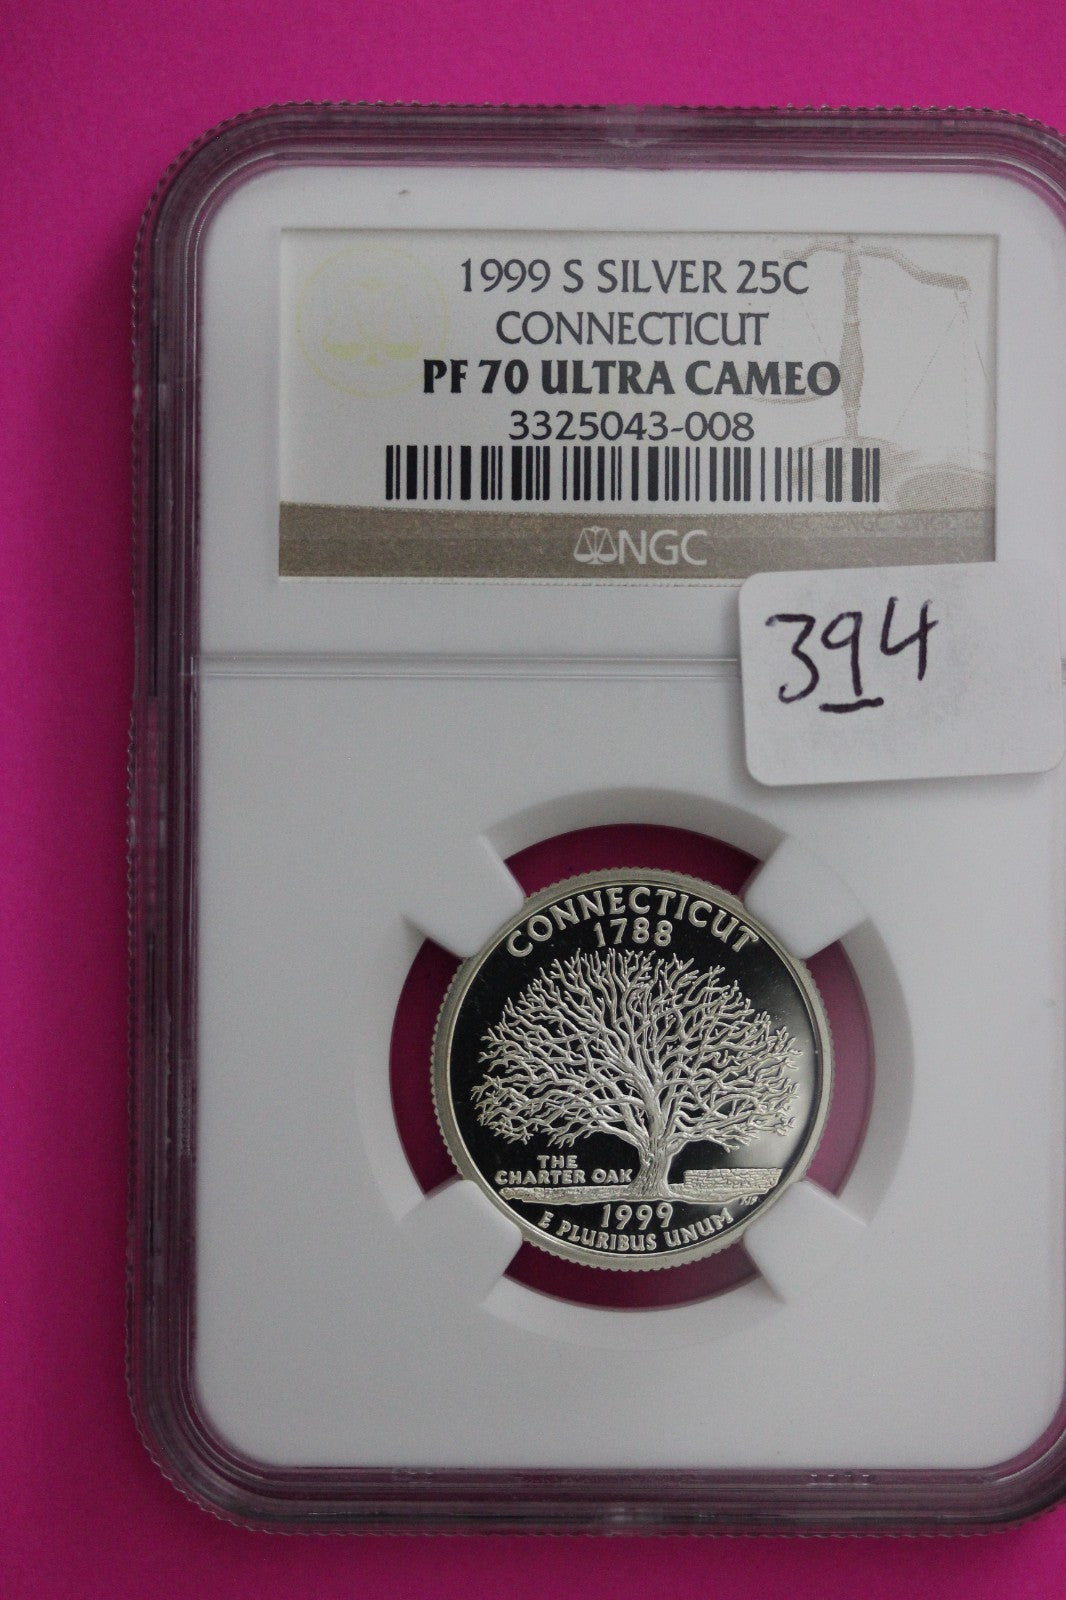 1999 S SILVER 25C
CONNECTICUT
PF 70 ULTRA CAMEO
3325043-008
NGC
394
CONNECTICUT
1788
THE
CHARTER OAK
1999
E PLURIBUS UNUM